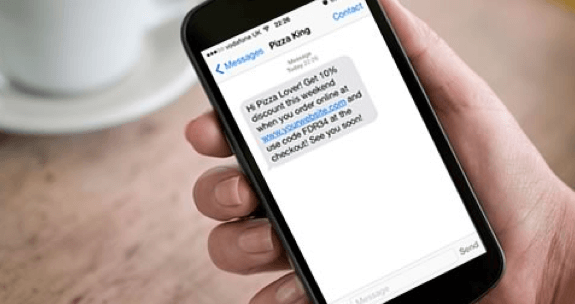 vodafone UK 22:26
Messages Pizza King Contact
Message
Today 22:26
Hi Pizza Lover! Get 10%
discount this weekend
when you order online at
www.yourwebsite.com and
use code FDR34 at the
checkout! See you soon!
Message Send